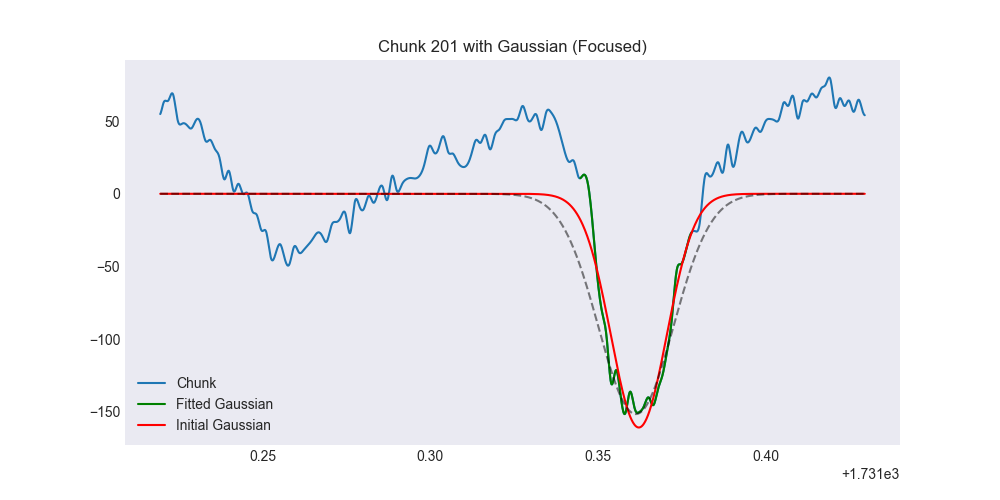 Chunk 201 with Gaussian (Focused)
50
0
−50
−100
−150
Chunk
Fitted Gaussian
Initial Gaussian
0.25 0.30 0.35 0.40
+1.731e3